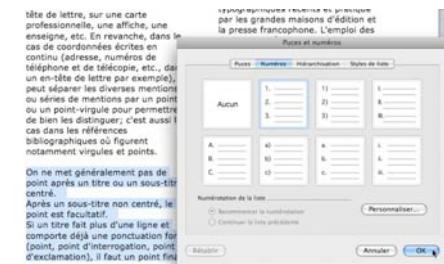 tête de lettre, sur une carte
professionnelle, une affiche, une
enseigne, etc. En revanche, dans le
cas de coordonnées écrites en
continu (adresse, numéros de
téléphone et de télécopie, etc., dan
un en-tête de lettre par exemple),
peut séparer les diverses mentions
ou séries de mentions par un point
ou un point-virgule pour permettre
de bien les distinguer; c'est aussi l
cas dans les références
bibliographiques où figurent
notamment virgules et points.
On ne met généralement pas de
point après un titre ou un sous-titr
centré.
Après un sous-titre non centré, le
point est facultatif.
Si un titre fait plus d'une ligne et
comporte déjà une ponctuation for
(point, point d'interrogation, point
d'exclamation), il faut un point fina
typographiques récents et pratique
par les grandes maisons d'édition et
la presse francophone. L'emploi des
Puces et numéros
Puces Numéros Hiérarchisation Styles de liste
Aucun
1. 1) I.
2. 2) II.
3. 3) III.
A. a) a. i.
B. b) b. ii.
C. c) c. iii.
Numérotation de la liste
Recommencer la numérotation
Continuer la liste précédente
Personnaliser...
Rétablir
Annuler OK